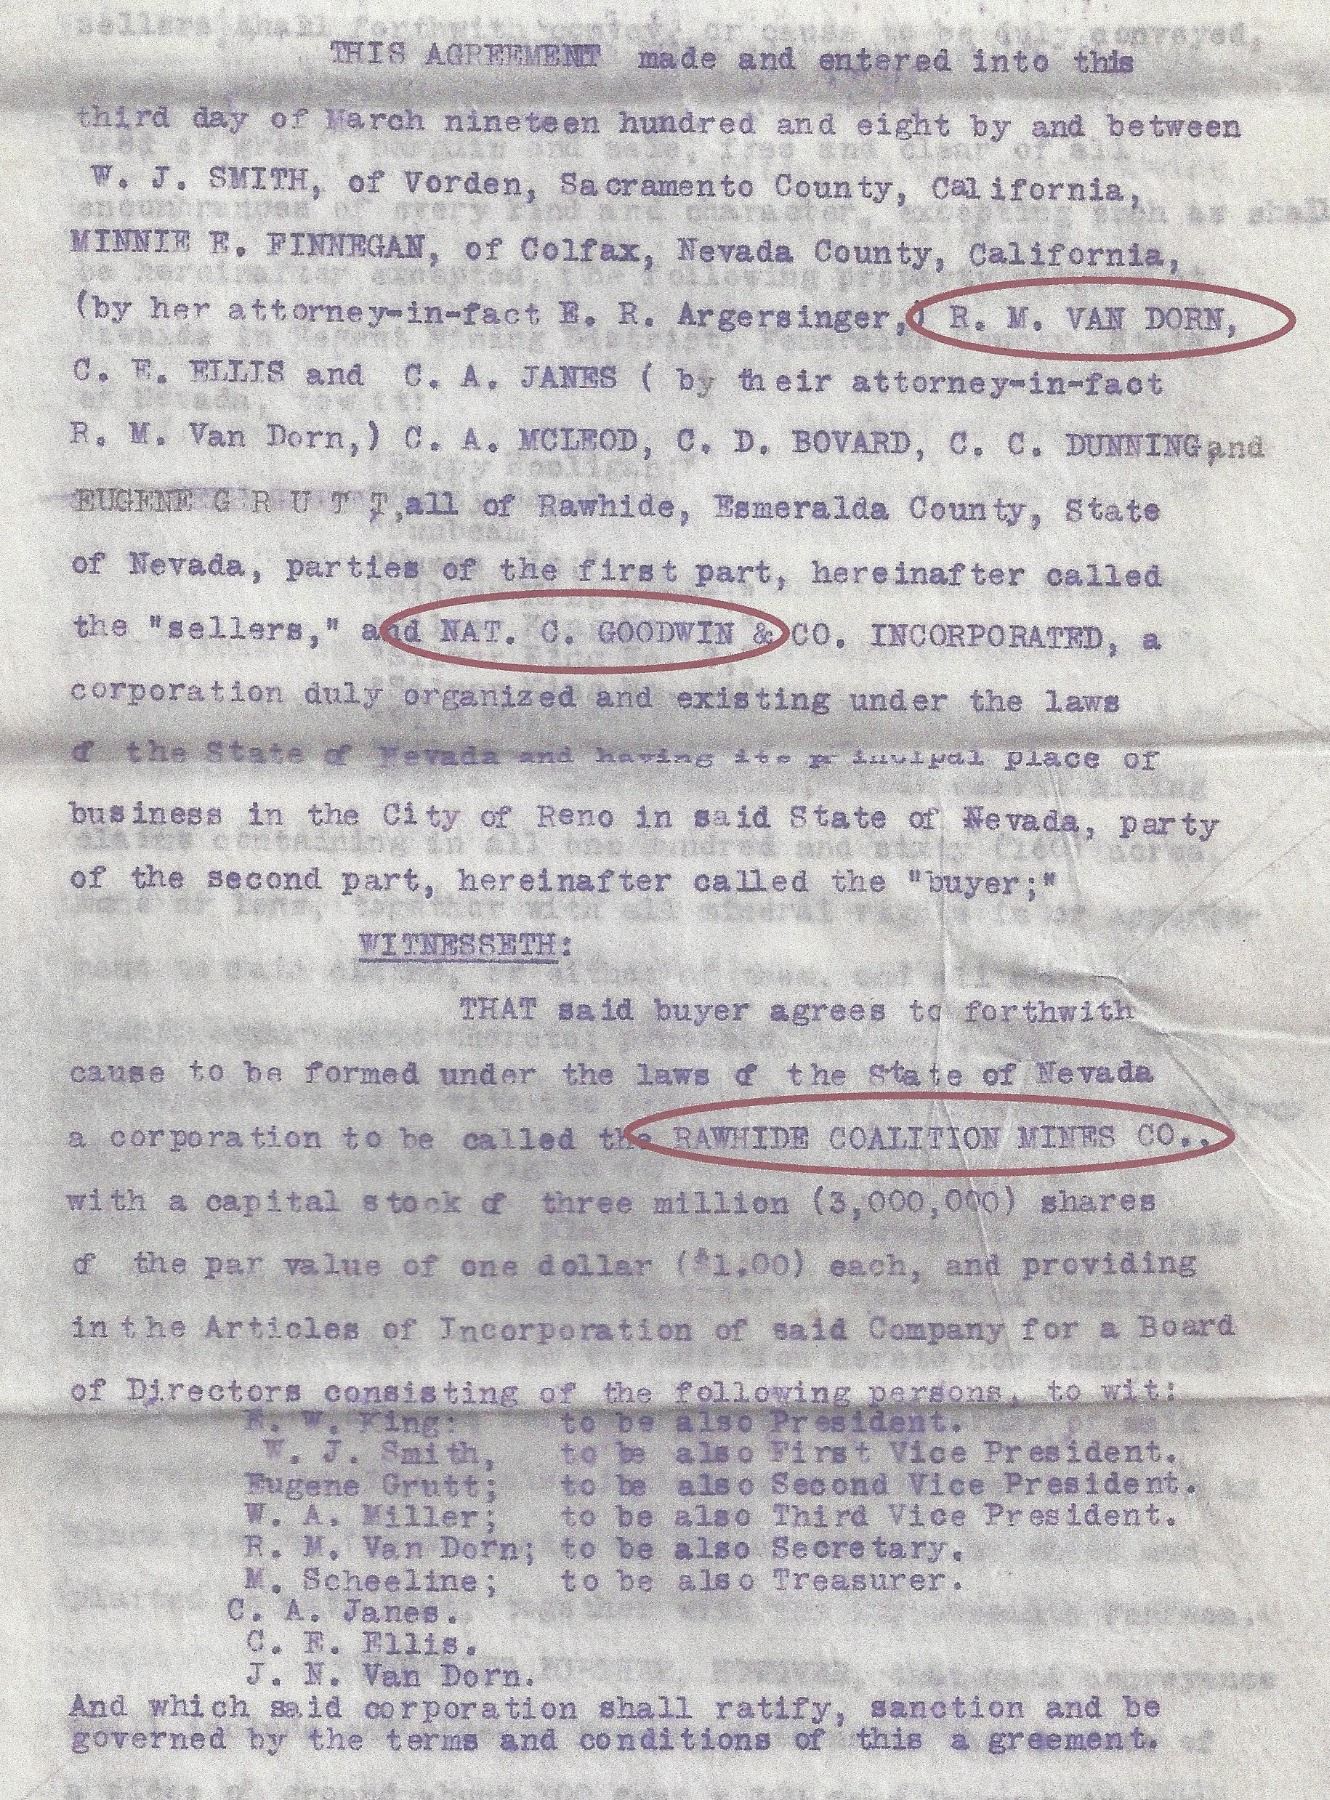 THIS AGREEMENT made and entered into this
third day of March nineteen hundred and eight by and between
W. J. SMITH, of Vorden, Sacramento County, California,
MINNIE E. FINNEGAN, of Colfax, Nevada County, California,
(by her attorney-in-fact E. R. Argersinger,) R. M. VAN DORN,
C. E. ELLIS and C. A. JANES ( by their attorney-in-fact
R. M. Van Dorn,) C. A. MCLEOD, C. D. BOVARD, C. C. DUNNING and
EUGENE G R U T T, all of Rawhide, Esmeralda County, State
of Nevada, parties of the first part, hereinafter called
the "sellers," and NAT. C. GOODWIN & CO. INCORPORATED, a
corporation duly organized and existing under the laws
of the State of Nevada and having its principal place of
business in the City of Reno in said State of Nevada, party
of the second part, hereinafter called the "buyer;"
WITNESSETH:
THAT said buyer agrees to forthwith
cause to be formed under the laws of the State of Nevada
a corporation to be called the RAWHIDE COALITION MINES CO.,
with a capital stock of three million (3,000,000) shares
of the par value of one dollar ($1.00) each, and providing
in the Articles of Incorporation of said Company for a Board
of Directors consisting of the following persons, to wit:
E. W. King: to be also President.
W. J. Smith, to be also First Vice President.
Eugene Grutt; to be also Second Vice President.
W. A. Miller; to be also Third Vice President.
R. M. Van Dorn; to be also Secretary.
M. Scheeline; to be also Treasurer.
C. A. Janes.
C. E. Ellis.
J. N. Van Dorn.
And which said corporation shall ratify, sanction and be
governed by the terms and conditions of this a greement.